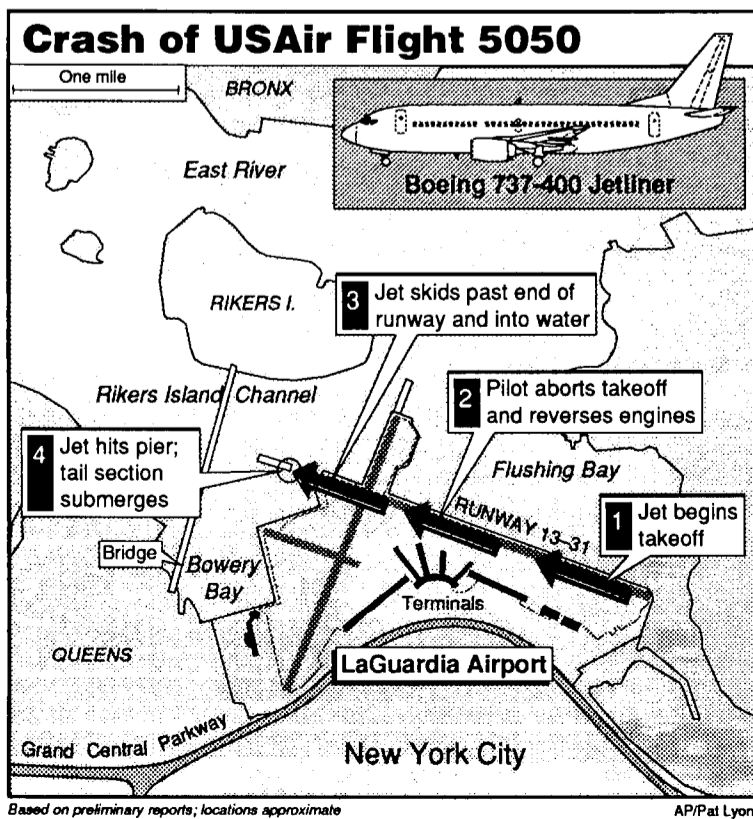 Crash of USAir Flight 5050
One mile
BRONX
East River
Boeing 737-400 Jetliner
RIKERS I.
3 Jet skids past end of
runway and into water
Rikers Island Channel
2 Pilot aborts takeoff
and reverses engines
4 Jet hits pier;
tail section
submerges
Flushing Bay
RUNWAY 13-31
1 Jet begins
takeoff
Bridge
Bowery
Bay
Terminals
QUEENS
LaGuardia Airport
Grand Central Parkway
New York City
Based on preliminary reports; locations approximate
AP/Pat Lyon